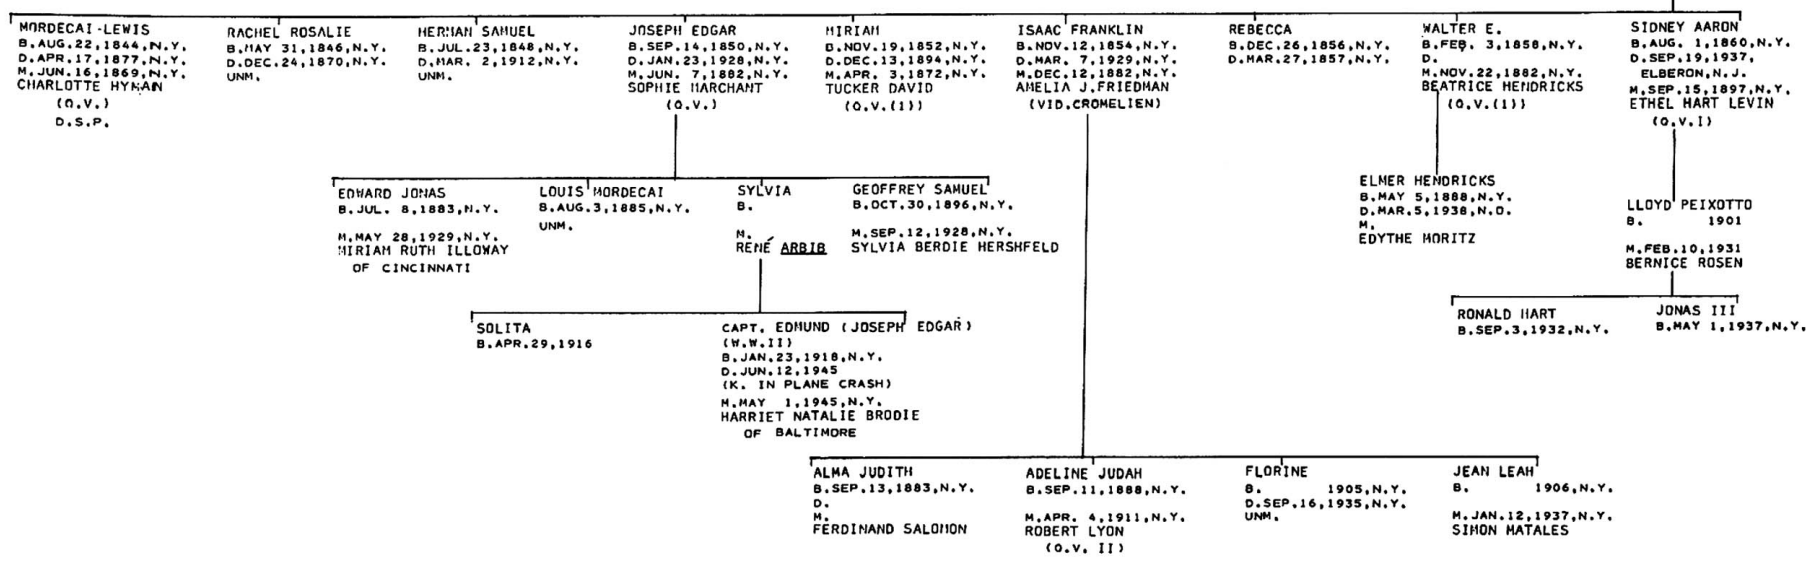 MORDECAI-LEWIS
B.AUG.22,1844,N.Y.
D.APR.17,1877,N.Y.
M.JUN.16,1869,N.Y.
CHARLOTTE HYMAN
(Q.V.)
D.S.P.
RACHEL ROSALIE
B.MAY 31,1846,N.Y.
D.DEC.24,1870,N.Y.
UNM.
HERMAN SAMUEL
B.JUL.23,1848,N.Y.
D.MAR. 2,1912,N.Y.
UNM.
JOSEPH EDGAR
B.SEP.14,1850,N.Y.
D.JAN.23,1928,N.Y.
M.JUN. 7,1882,N.Y.
SOPHIE MARCHANT
(Q.V.)
MIRIAM
B.NOV.19,1852,N.Y.
D.DEC.13,1894,N.Y.
M.APR. 3,1872,N.Y.
TUCKER DAVID
(Q.V.(1))
ISAAC FRANKLIN
B.NOV.12,1854,N.Y.
D.MAR. 7,1929,N.Y.
M.DEC.12,1882,N.Y.
AMELIA J.FRIEDMAN
(VID.CROMELIEN)
REBECCA
B.DEC.26,1856,N.Y.
D.MAR.27,1857,N.Y.
WALTER E.
B.FEB. 3,1858,N.Y.
D.
M.NOV.22,1882,N.Y.
BEATRICE HENDRICKS
(Q.V.(1))
SIDNEY AARON
B.AUG. 1,1860,N.Y.
D.SEP.19,1937,
ELBERON,N.J.
M.SEP.15,1897,N.Y.
ETHEL HART LEVIN
(Q.V.I)
EDWARD JONAS
B.JUL. 8,1883,N.Y.
M.MAY 28,1929,N.Y.
MIRIAM RUTH ILLOWAY
OF CINCINNATI
LOUIS MORDECAI
B.AUG.3,1885,N.Y.
UNM.
SYLVIA
B.
M.
RENÉ ARBIB
GEOFFREY SAMUEL
B.OCT.30,1896,N.Y.
M.SEP.12,1928,N.Y.
SYLVIA BERDIE HERSHFELD
ELMER HENDRICKS
B.MAY 5,1888,N.Y.
D.MAR.5,1938,N.O.
M.
EDYTHE MORITZ
LLOYD PEIXOTTO
B. 1901
M.FEB.10,1931
BERNICE ROSEN
SOLITA
B.APR.29,1916
CAPT. EDMUND (JOSEPH EDGAR)
(W.W.II)
B.JAN.23,1918,N.Y.
D.JUN.12,1945
(K. IN PLANE CRASH)
M.MAY 1,1945,N.Y.
HARRIET NATALIE BRODIE
OF BALTIMORE
RONALD HART
B.SEP.3,1932,N.Y.
JONAS III
B.MAY 1,1937,N.Y.
ALMA JUDITH
B.SEP.13,1883,N.Y.
D.
M.
FERDINAND SALOMON
ADELINE JUDAH
B.SEP.11,1888,N.Y.
M.APR. 4,1911,N.Y.
ROBERT LYON
(Q.V. II)
FLORINE
B. 1905,N.Y.
D.SEP.16,1935,N.Y.
UNM.
JEAN LEAH
B. 1906,N.Y.
M.JAN.12,1937,N.Y.
SIMON MATALES